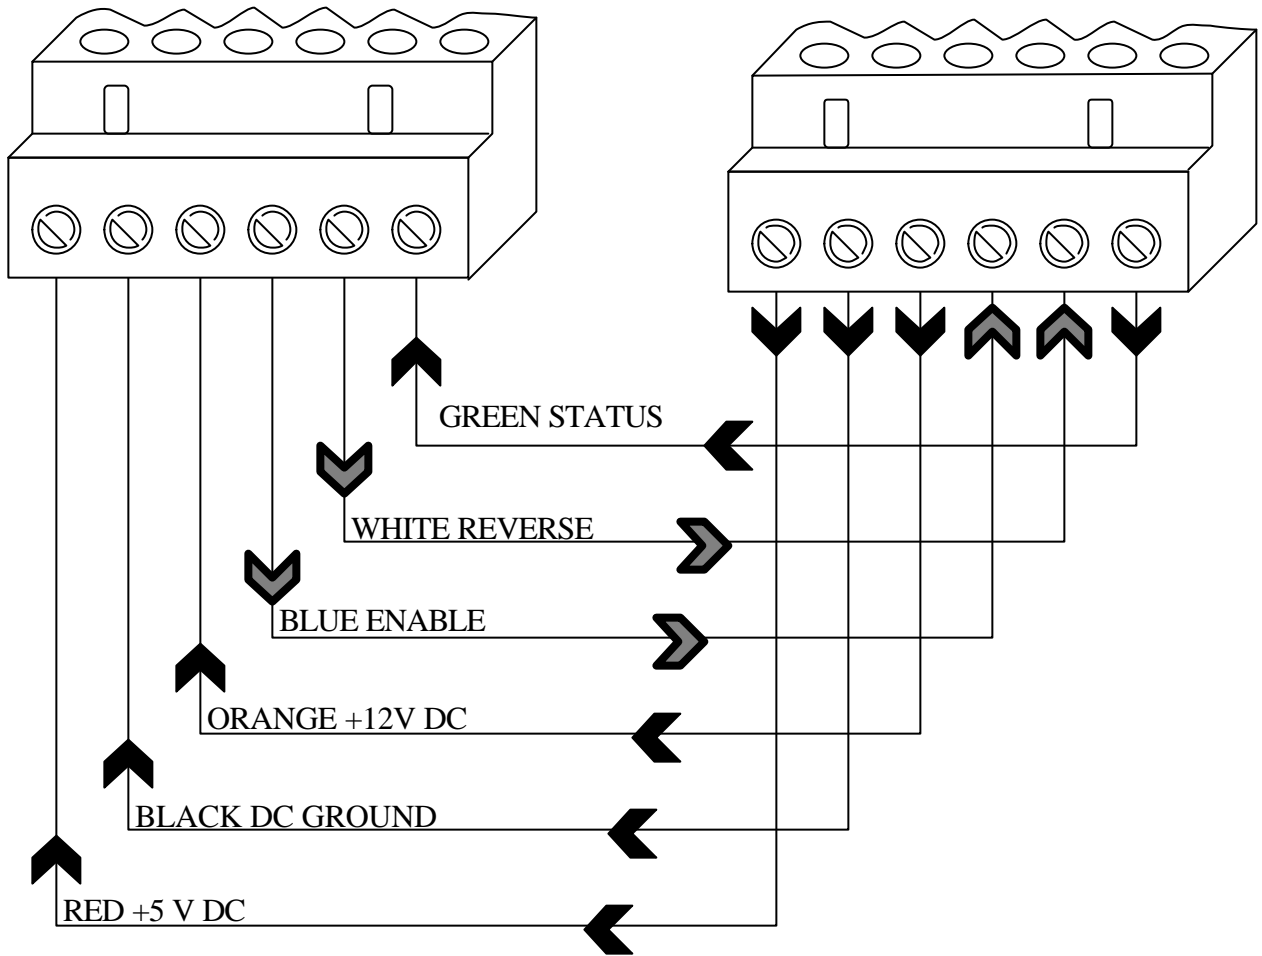 GREEN STATUS
WHITE REVERSE
BLUE ENABLE
ORANGE +12V DC
BLACK DC GROUND
RED +5 V DC